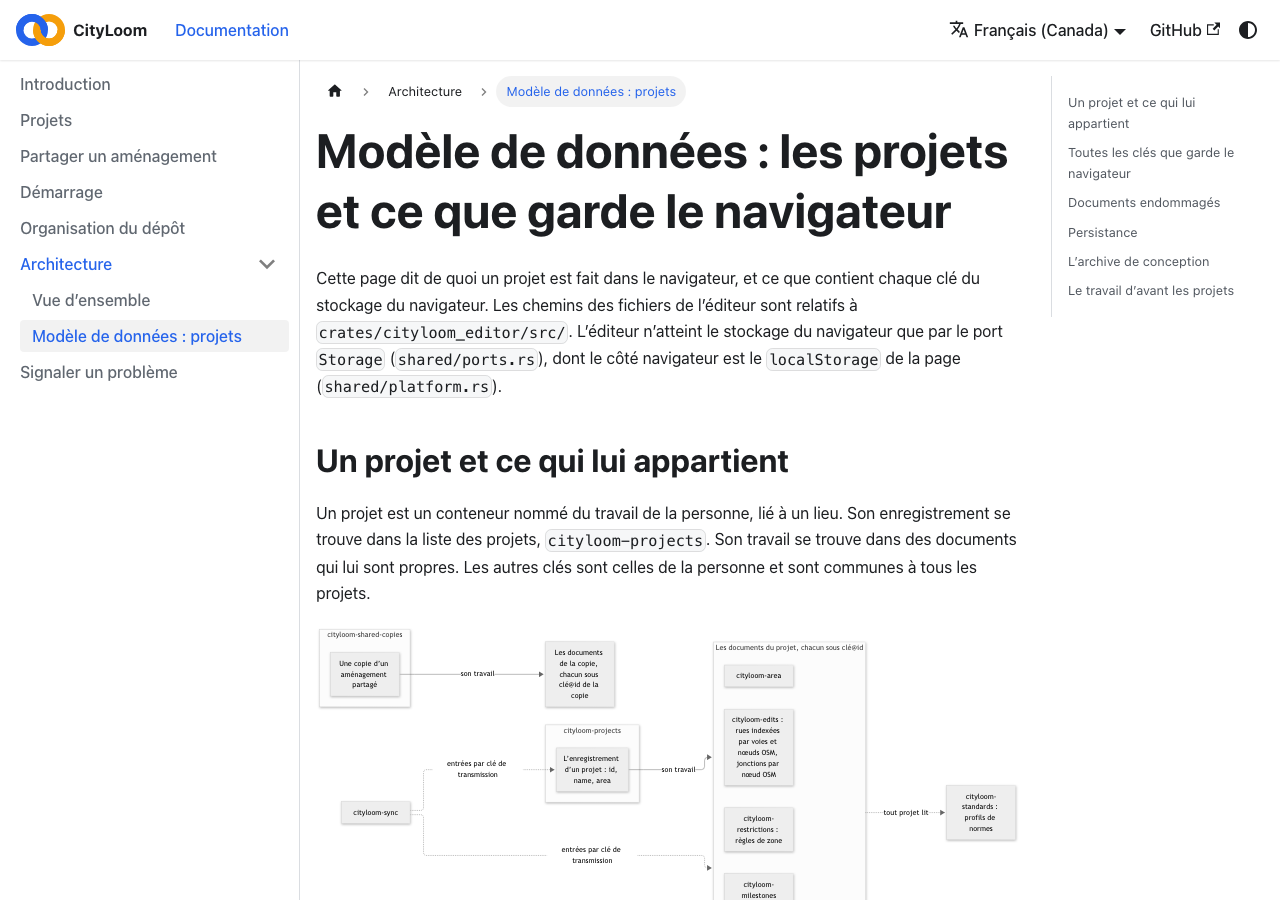 CityLoom
Documentation
Français (Canada)
GitHub
Introduction
Projets
Partager un aménagement
Démarrage
Organisation du dépôt
Architecture
Vue d’ensemble
Modèle de données : projets
Signaler un problème
Architecture
Modèle de données : projets
Modèle de données : les projets
et ce que garde le navigateur
Cette page dit de quoi un projet est fait dans le navigateur, et ce que contient chaque clé du
stockage du navigateur. Les chemins des fichiers de l’éditeur sont relatifs à
crates/cityloom_editor/src/. L’éditeur n’atteint le stockage du navigateur que par le port
Storage (shared/ports.rs), dont le côté navigateur est le localStorage de la page
(shared/platform.rs).
Un projet et ce qui lui appartient
Un projet est un conteneur nommé du travail de la personne, lié à un lieu. Son enregistrement se
trouve dans la liste des projets, cityloom-projects. Son travail se trouve dans des documents
qui lui sont propres. Les autres clés sont celles de la personne et sont communes à tous les
projets.
cityloom-shared-copies
Une copie d’un
aménagement
partagé
son travail
Les documents
de la copie,
chacun sous
clé@id de la
copie
cityloom-projects
L’enregistrement
d’un projet : id,
name, area
son travail
entrées par clé de
transmission
cityloom-sync
entrées par clé de
transmission
Les documents du projet, chacun sous clé@id
cityloom-area
cityloom-edits :
rues indexées
par voies et
nœuds OSM,
jonctions par
nœud OSM
cityloom-
restrictions :
règles de zone
cityloom-
milestones
tout projet lit
cityloom-
standards :
profils de
normes
Un projet et ce qui lui
appartient
Toutes les clés que garde le
navigateur
Documents endommagés
Persistance
L’archive de conception
Le travail d’avant les projets